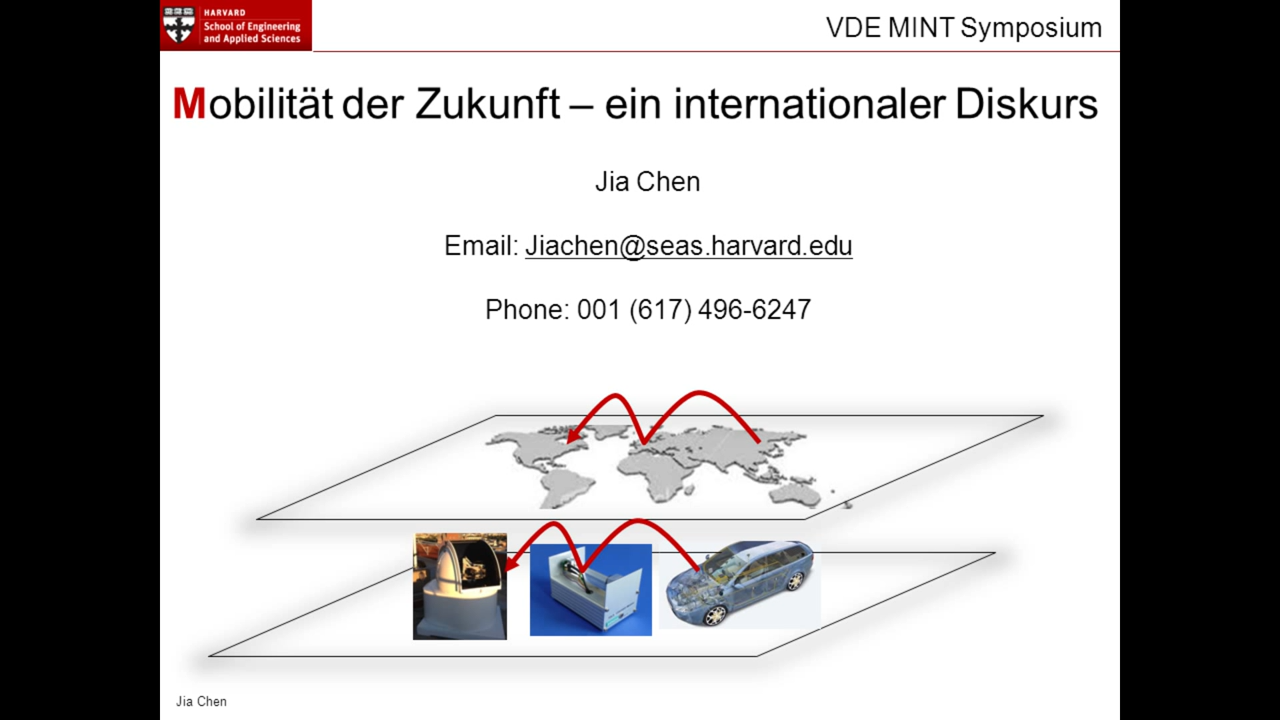 HARVARD
School of Engineering
and Applied Sciences
VDE MINT Symposium
Mobilität der Zukunft – ein internationaler Diskurs
Jia Chen
Email: Jiachen@seas.harvard.edu
Phone: 001 (617) 496-6247
Jia Chen